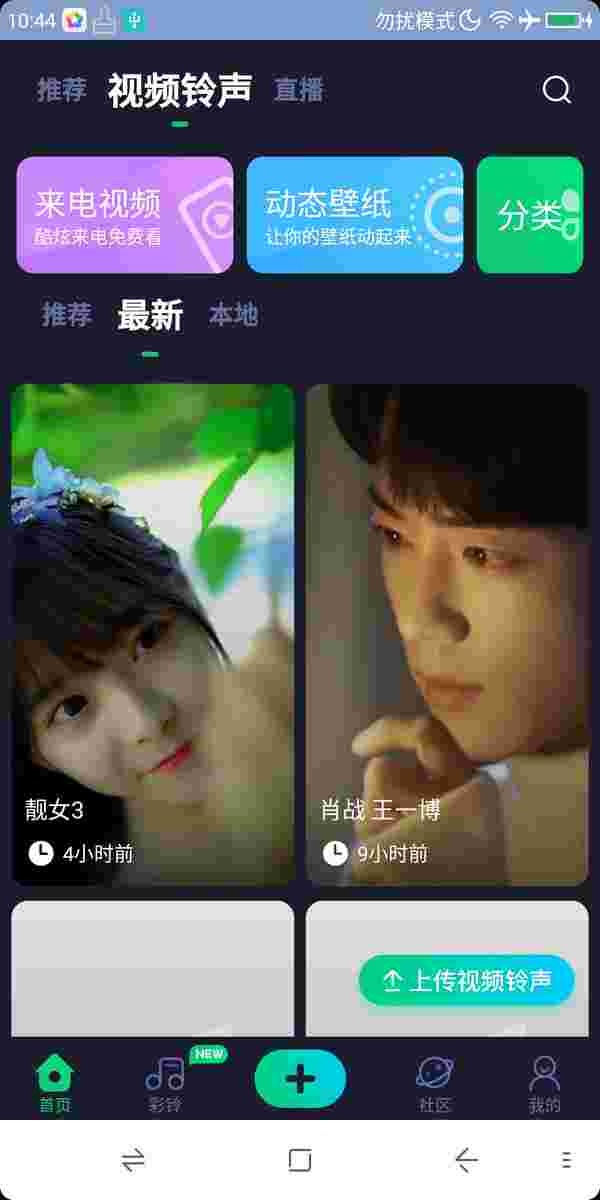 10:44 勿扰模式
推荐 视频铃声 直播
来电视频
酷炫来电免费看
动态壁纸
让你的壁纸动起来
分类
推荐 最新 本地
靓女3
4小时前
肖战 王一博
9小时前
上传视频铃声
NEW
首页 彩铃 社区 我的